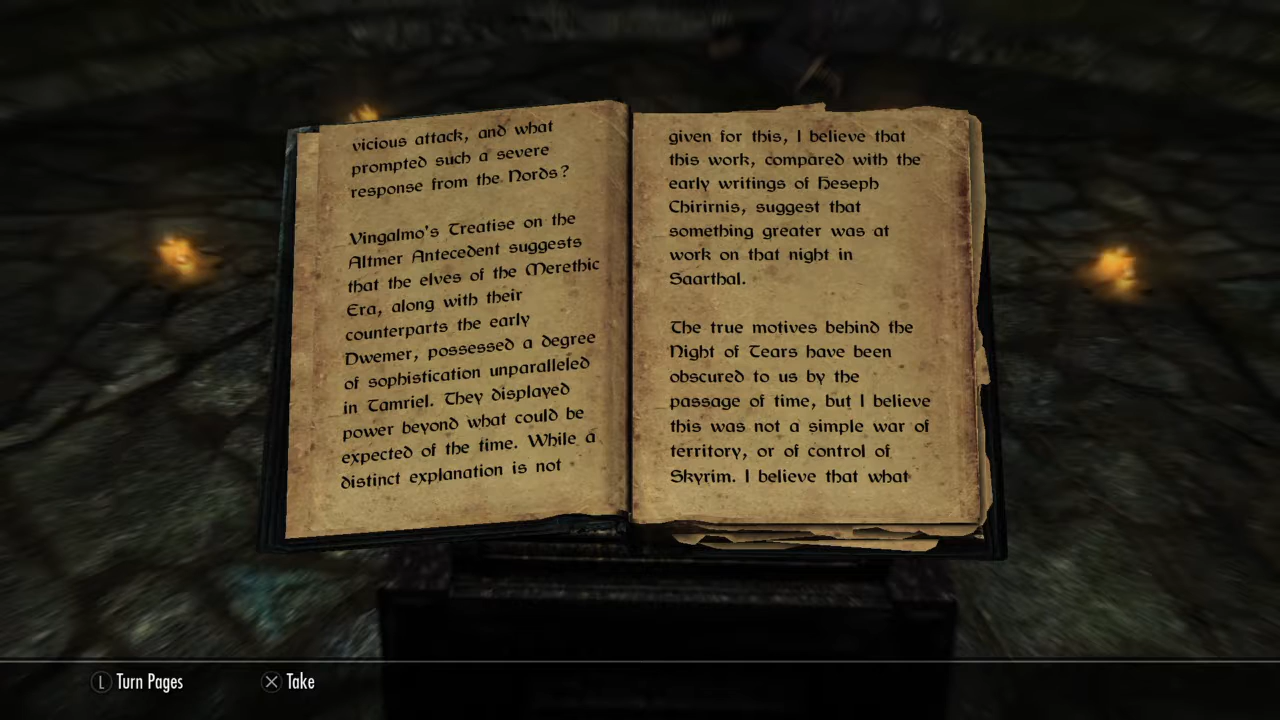 vicious attack, and what
prompted such a severe
response from the Nords?
Vingalmo's Treatise on the
Altmer Antecedent suggests
that the elves of the Merethic
Era, along with their
counterparts the early
Dwemer, possessed a degree
of sophistication unparalleled
in Tamriel. They displayed
power beyond what could be
expected of the time. While a
distinct explanation is not
given for this, I believe that
this work, compared with the
early writings of Heseph
Chirirnis, suggest that
something greater was at
work on that night in
Saarthal.
The true motives behind the
Night of Tears have been
obscured to us by the
passage of time, but I believe
this was not a simple war of
territory, or of control of
Skyrim. I believe that what
L Turn Pages
X Take